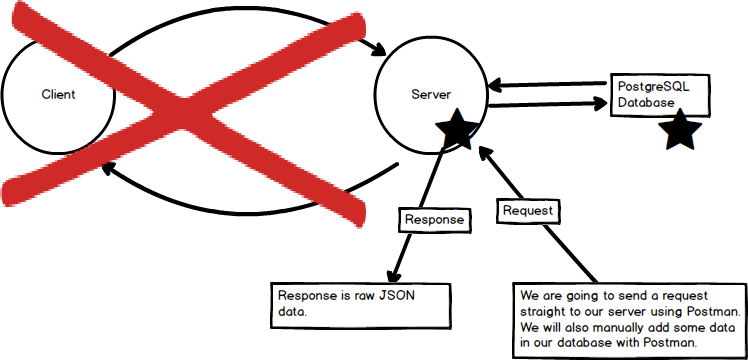 Client
Server
PostgreSQL
Database
Response
Request
Response is raw JSON
data.
We are going to send a request
straight to our server using Postman.
We will also manually add some data
in our database with Postman.